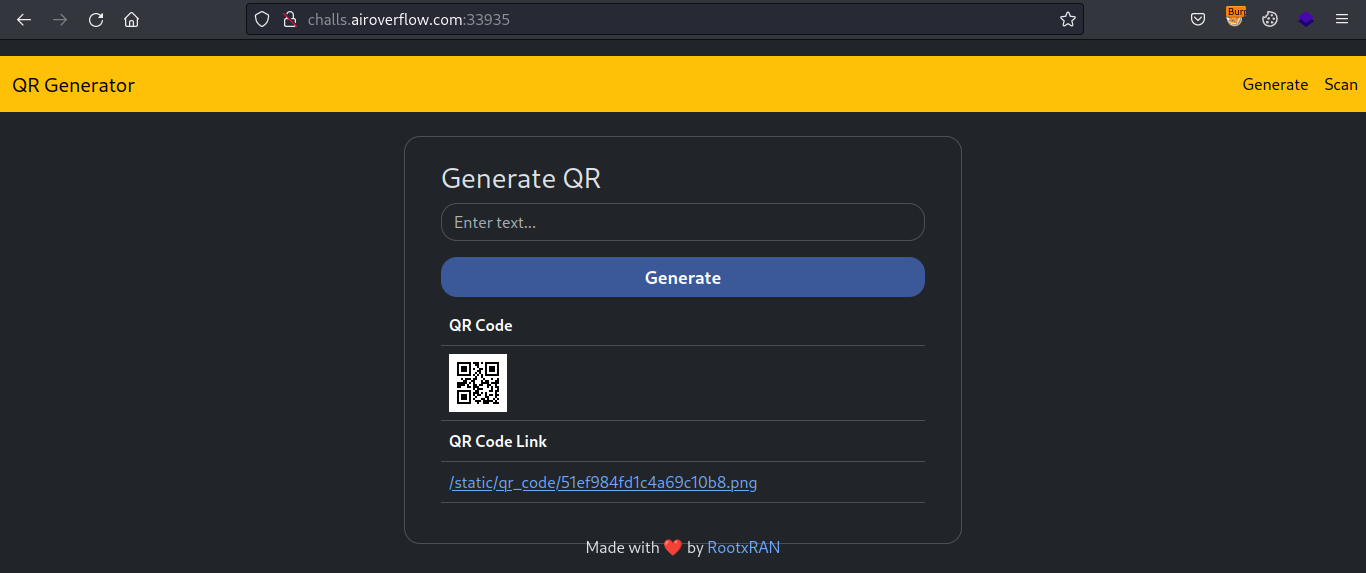 challs.airoverflow.com:33935
Burp
QR Generator
Generate Scan
Generate QR
Enter text...
Generate
QR Code
QR Code Link
/static/qr_code/51ef984fd1c4a69c10b8.png
Made with ❤️ by RootxRAN